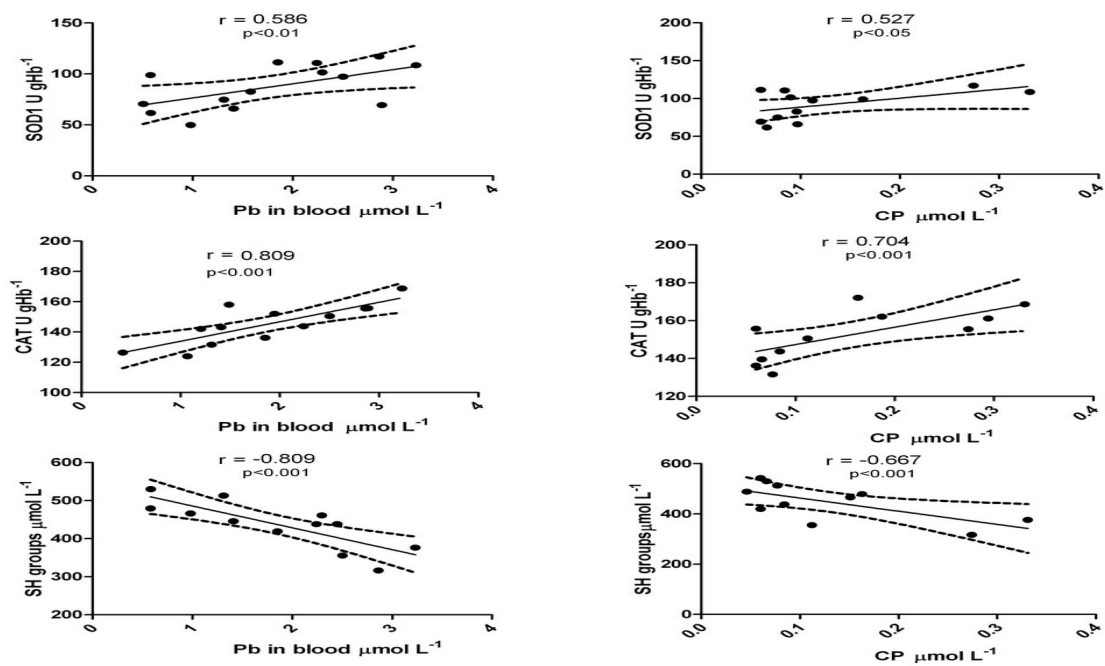 r = 0.586
p<0.01
150
100
50
0
SOD1 U gHb⁻¹
0 1 2 3 4
Pb in blood μmol L⁻¹
r = 0.527
p<0.05
200
150
100
50
0
SOD1 U gHb⁻¹
0.0 0.1 0.2 0.3 0.4
CP μmol L⁻¹
r = 0.809
p<0.001
200
180
160
140
120
100
CAT U gHb⁻¹
0 1 2 3 4
Pb in blood μmol L⁻¹
r = 0.704
p<0.001
200
180
160
140
120
CAT U gHb⁻¹
0.0 0.1 0.2 0.3 0.4
CP μmol L⁻¹
r = -0.809
p<0.001
600
500
400
300
200
SH groups μmol L⁻¹
0 1 2 3 4
Pb in blood μmol L⁻¹
r = -0.667
p<0.001
600
400
200
0
SH groupsμmol L⁻¹
0.0 0.1 0.2 0.3 0.4
CP μmol L⁻¹